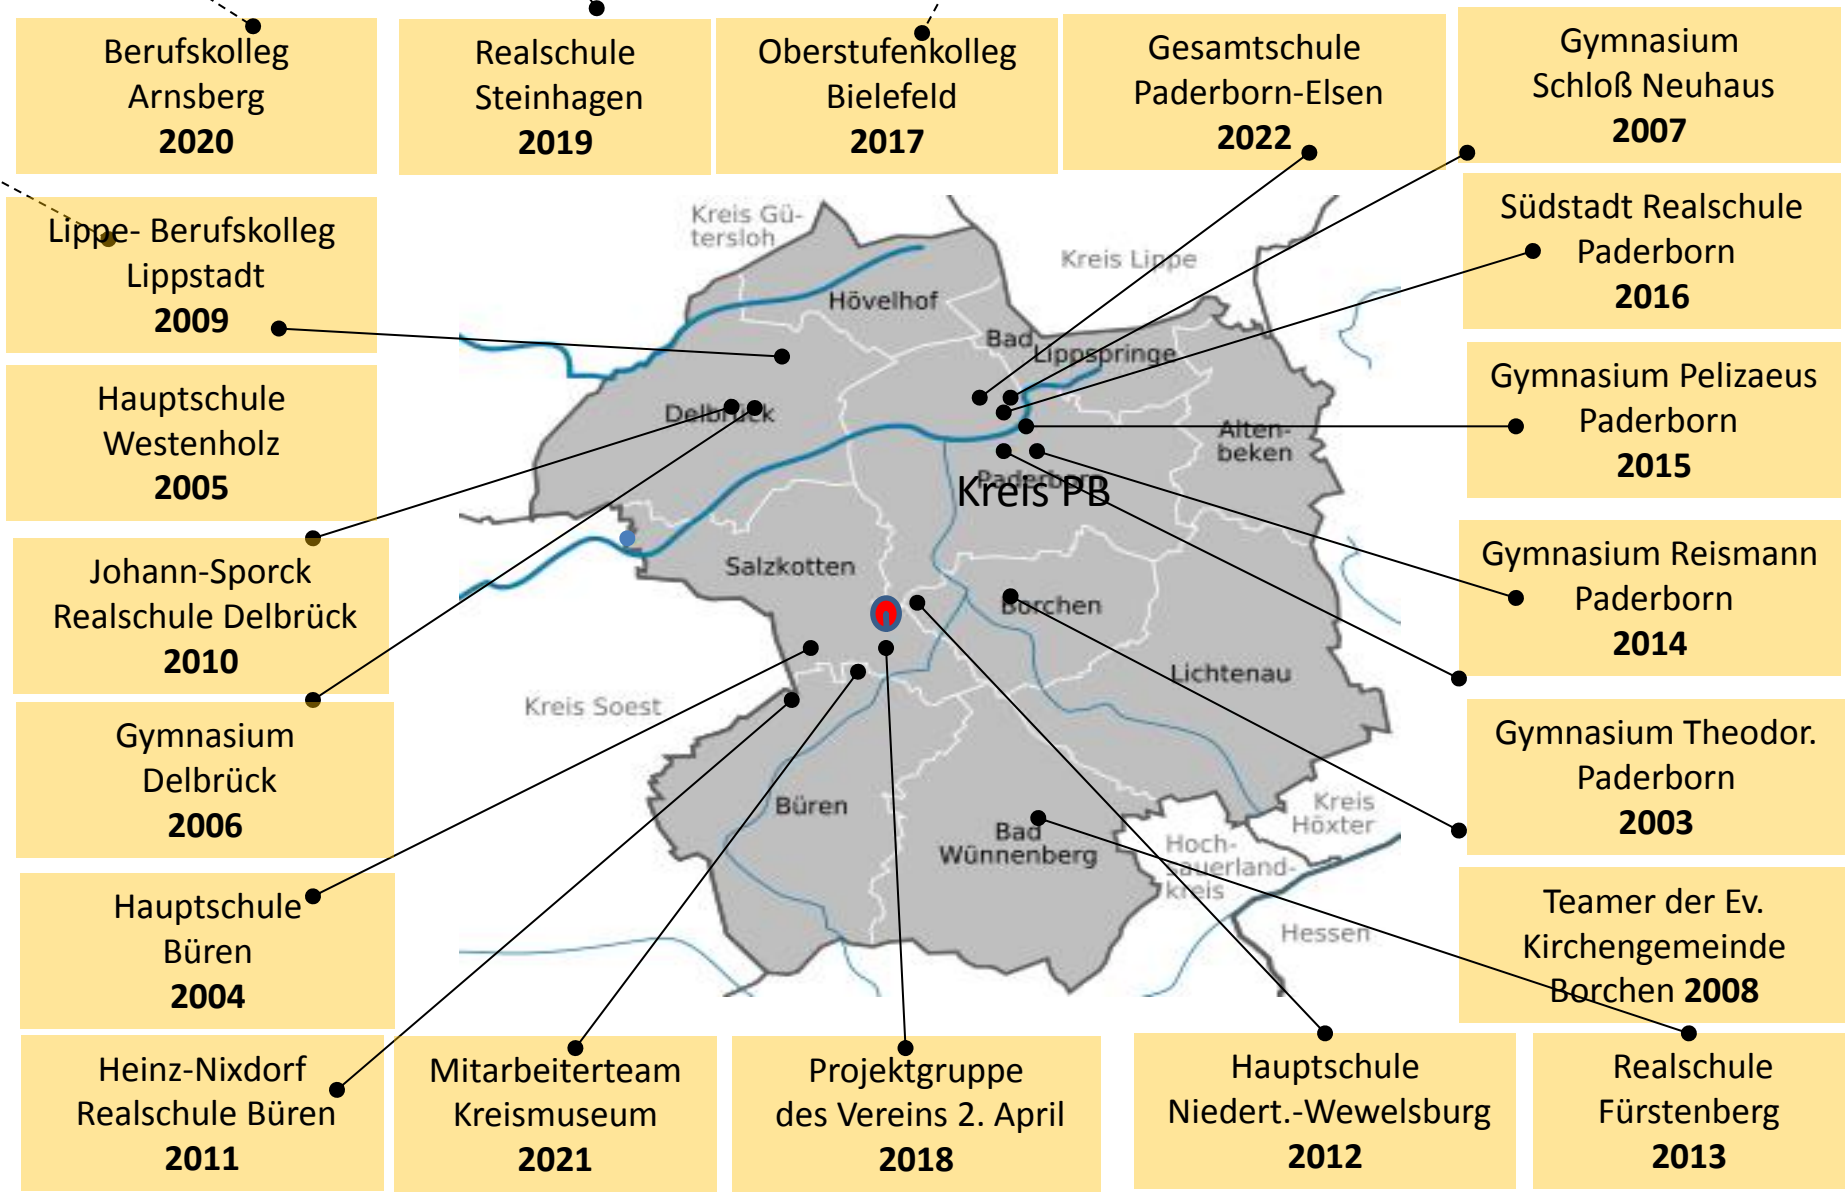 Berufskolleg
Arnsberg
2020
Realschule
Steinhagen
2019
Oberstufenkolleg
Bielefeld
2017
Gesamtschule
Paderborn-Elsen
2022
Gymnasium
Schloß Neuhaus
2007
Lippe- Berufskolleg
Lippstadt
2009
Südstadt Realschule
Paderborn
2016
Hauptschule
Westenholz
2005
Gymnasium Pelizaeus
Paderborn
2015
Johann-Sporck
Realschule Delbrück
2010
Gymnasium Reismann
Paderborn
2014
Gymnasium
Delbrück
2006
Gymnasium Theodor.
Paderborn
2003
Hauptschule
Büren
2004
Teamer der Ev.
Kirchengemeinde
Borchen 2008
Heinz-Nixdorf
Realschule Büren
2011
Mitarbeiterteam
Kreismuseum
2021
Projektgruppe
des Vereins 2. April
2018
Hauptschule
Niedert.-Wewelsburg
2012
Realschule
Fürstenberg
2013
Kreis Gü-
tersloh
Kreis Lippe
Hövelhof
Bad
Lippspringe
Delbrück
Alten-
beken
Paderborn
Kreis PB
Salzkotten
Borchen
Lichtenau
Kreis Soest
Büren
Bad
Wünnenberg
Kreis
Höxter
Hoch-
sauerland-
kreis
Hessen